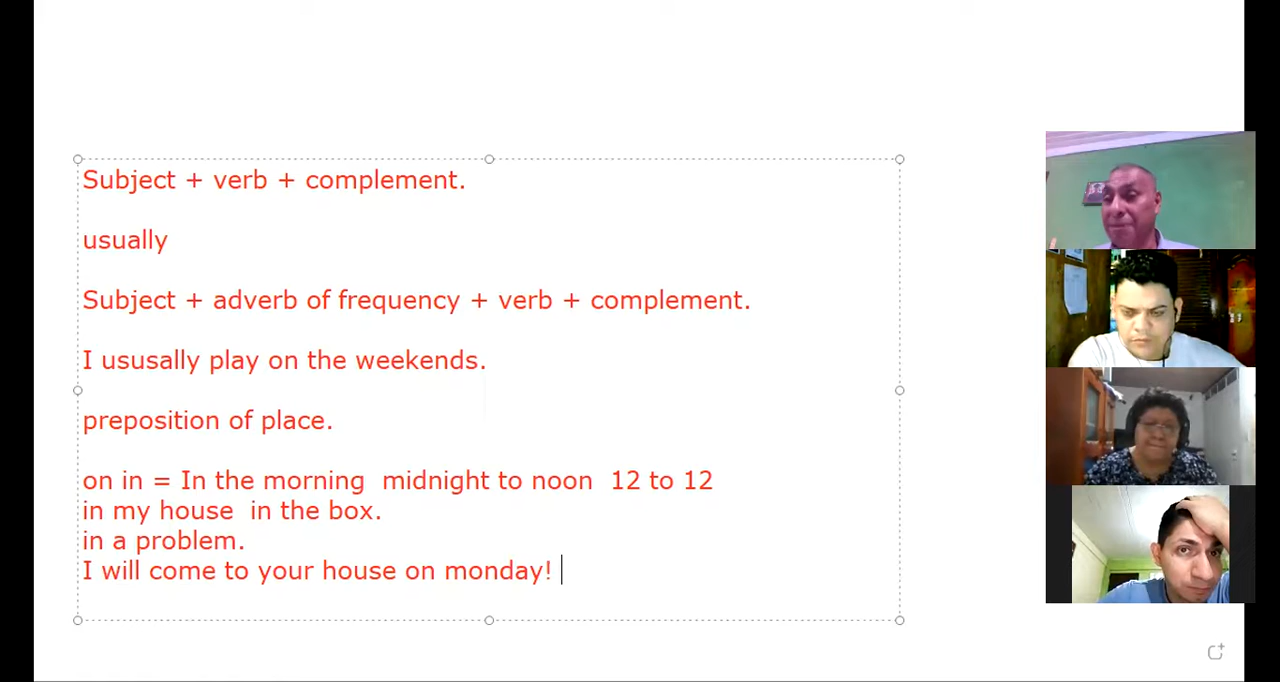 Subject + verb + complement.
usually
Subject + adverb of frequency + verb + complement.
I ususally play on the weekends.
preposition of place.
on in = In the morning  midnight to noon  12 to 12
in my house  in the box.
in a problem.
I will come to your house on monday!